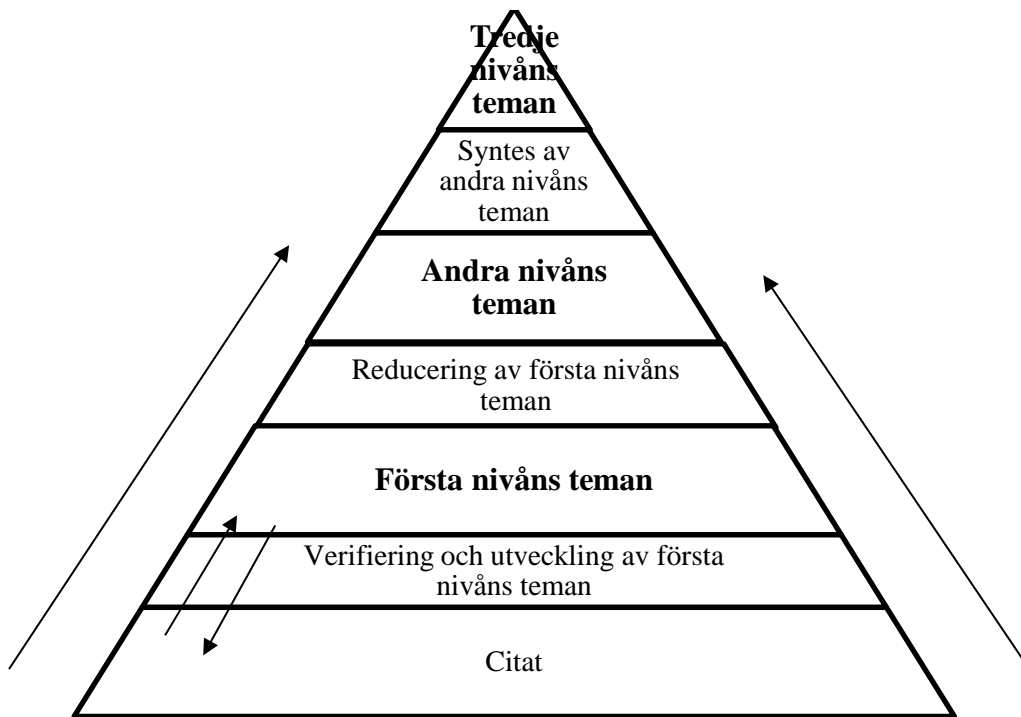 Tredje
nivåns
teman
Syntes av
andra nivåns
teman
Andra nivåns
teman
Reducering av första nivåns
teman
Första nivåns teman
Verifiering och utveckling av första
nivåns teman
Citat